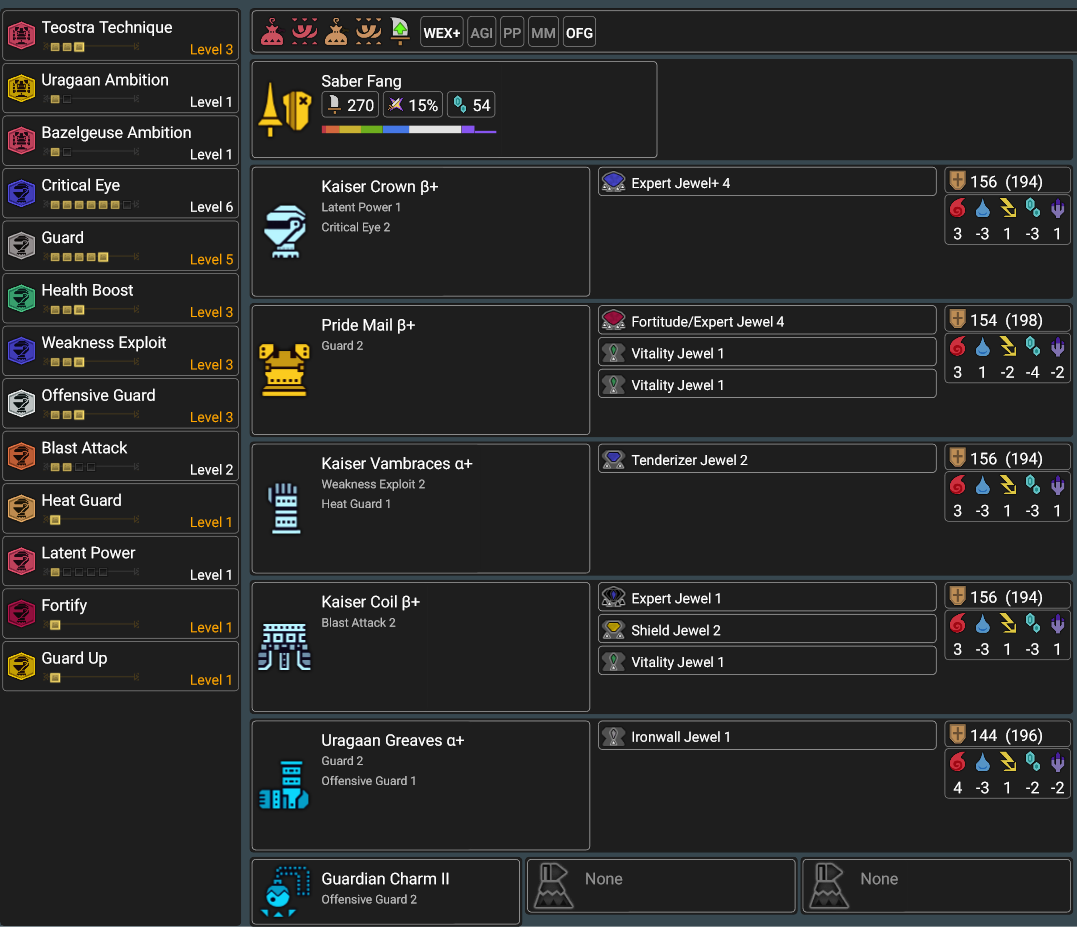 Teostra Technique
Level 3
Uragaan Ambition
Level 1
Bazelgeuse Ambition
Level 1
Critical Eye
Level 6
Guard
Level 5
Health Boost
Level 3
Weakness Exploit
Level 3
Offensive Guard
Level 3
Blast Attack
Level 2
Heat Guard
Level 1
Latent Power
Level 1
Fortify
Level 1
Guard Up
Level 1
WEX+ AGI PP MM OFG
Saber Fang
270 15% 54
Kaiser Crown β+
Latent Power 1
Critical Eye 2
Expert Jewel+ 4
156 (194)
3 -3 1 -3 1
Pride Mail β+
Guard 2
Fortitude/Expert Jewel 4
Vitality Jewel 1
Vitality Jewel 1
154 (198)
3 1 -2 -4 -2
Kaiser Vambraces α+
Weakness Exploit 2
Heat Guard 1
Tenderizer Jewel 2
156 (194)
3 -3 1 -3 1
Kaiser Coil β+
Blast Attack 2
Expert Jewel 1
Shield Jewel 2
Vitality Jewel 1
156 (194)
3 -3 1 -3 1
Uragaan Greaves α+
Guard 2
Offensive Guard 1
Ironwall Jewel 1
144 (196)
4 -3 1 -2 -2
Guardian Charm II
Offensive Guard 2
None
None